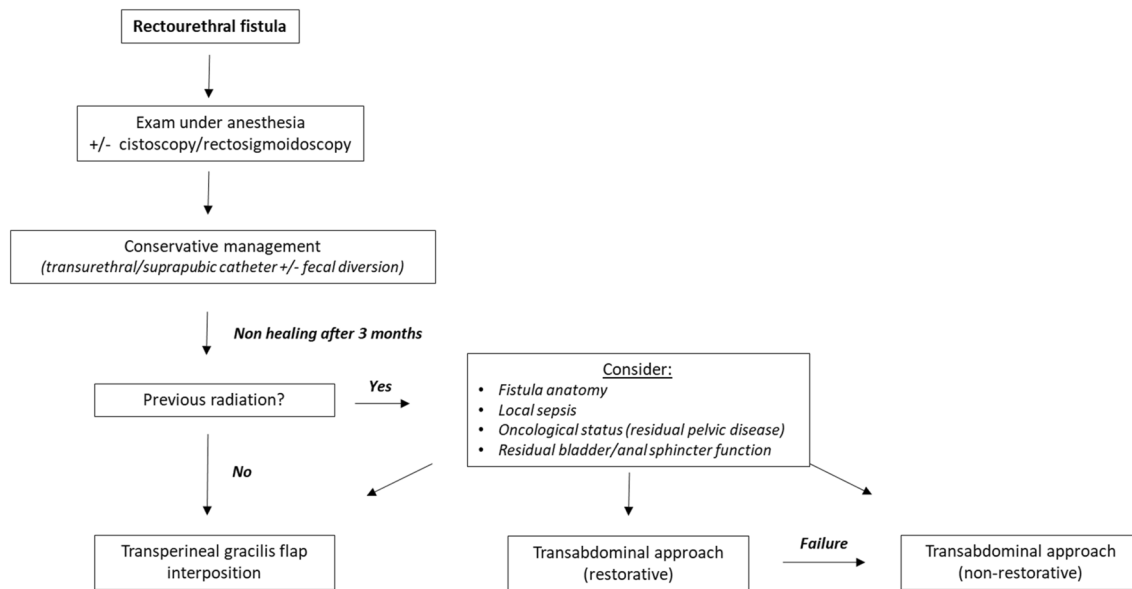 Rectourethral fistula
Exam under anesthesia
+/- cistoscopy/rectosigmoidoscopy
Conservative management
(transurethral/suprapubic catheter +/- fecal diversion)
Non healing after 3 months
Previous radiation?
Yes
Consider:
• Fistula anatomy
• Local sepsis
• Oncological status (residual pelvic disease)
• Residual bladder/anal sphincter function
No
Transperineal gracilis flap
interposition
Transabdominal approach
(restorative)
Failure
Transabdominal approach
(non-restorative)